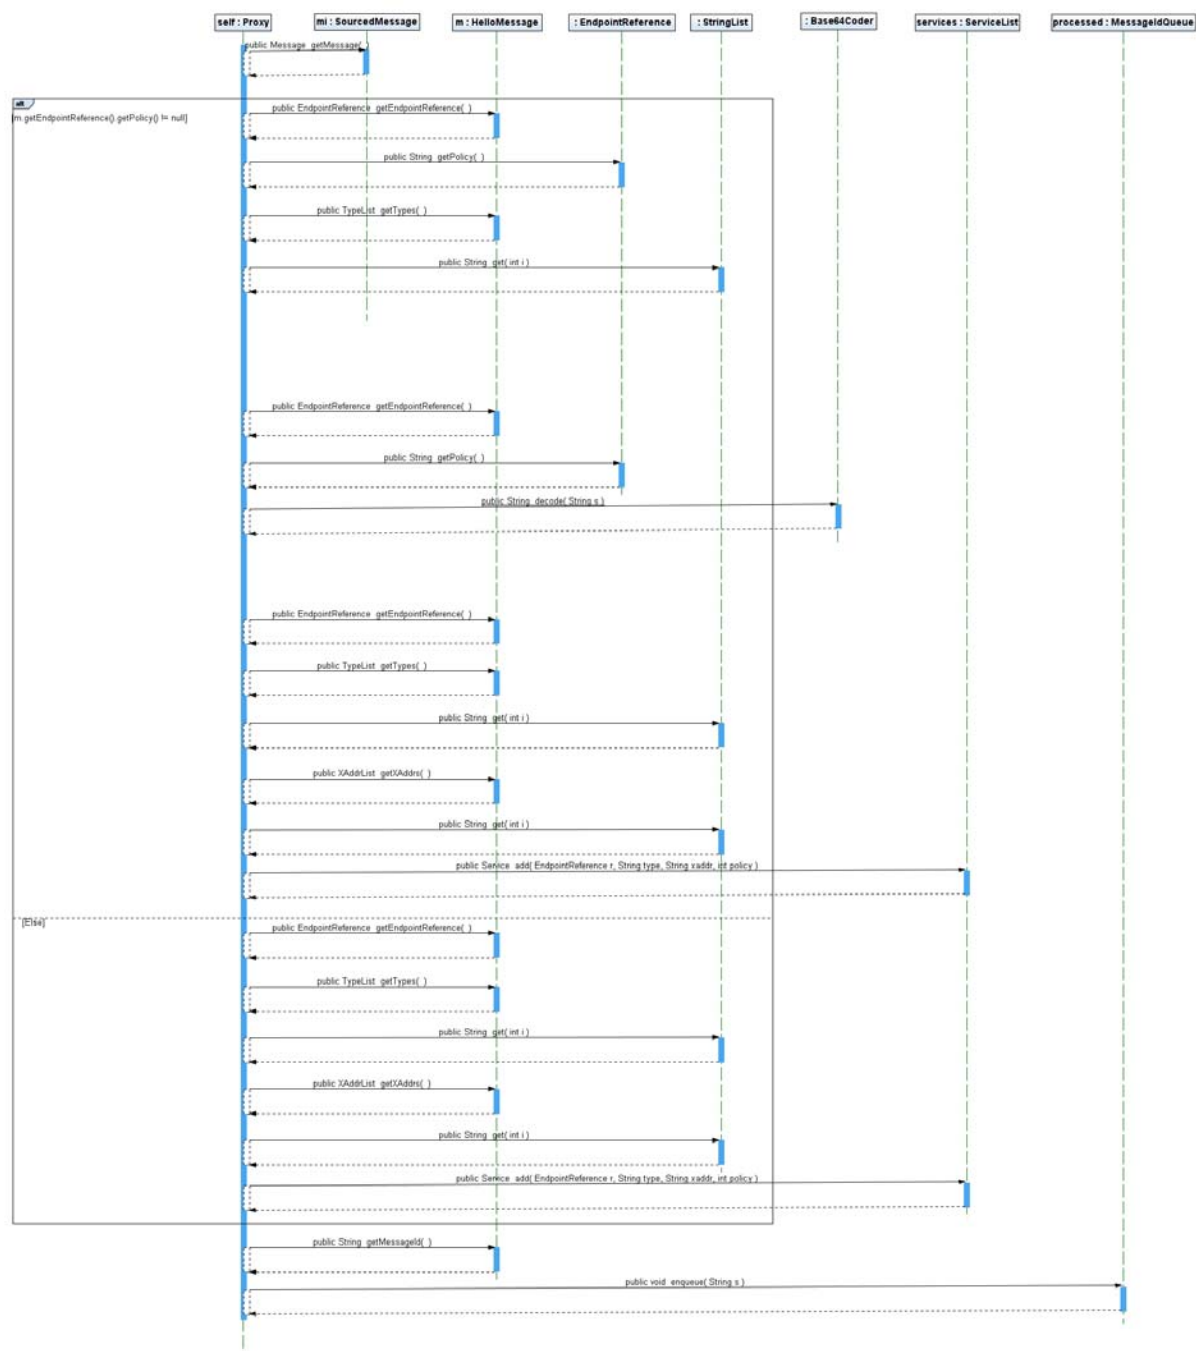 self : Proxy
mi : SourcedMessage
m : HelloMessage
: EndpointReference
: StringList
: Base64Coder
services : ServiceList
processed : MessageIdQueue
public Message getMessage( )
alt
public EndpointReference getEndpointReference( )
[m.getEndpointReference().getPolicy() != null]
public String getPolicy( )
public TypeList getTypes( )
public String get( int i )
public EndpointReference getEndpointReference( )
public String getPolicy( )
public String decode( String s )
public EndpointReference getEndpointReference( )
public TypeList getTypes( )
public String get( int i )
public XAddrList getXAddrs( )
public String get( int i )
public Service add( EndpointReference r, String type, String xaddr, int policy )
[Else]
public EndpointReference getEndpointReference( )
public TypeList getTypes( )
public String get( int i )
public XAddrList getXAddrs( )
public String get( int i )
public Service add( EndpointReference r, String type, String xaddr, int policy )
public String getMessageId( )
public void enqueue( String s )